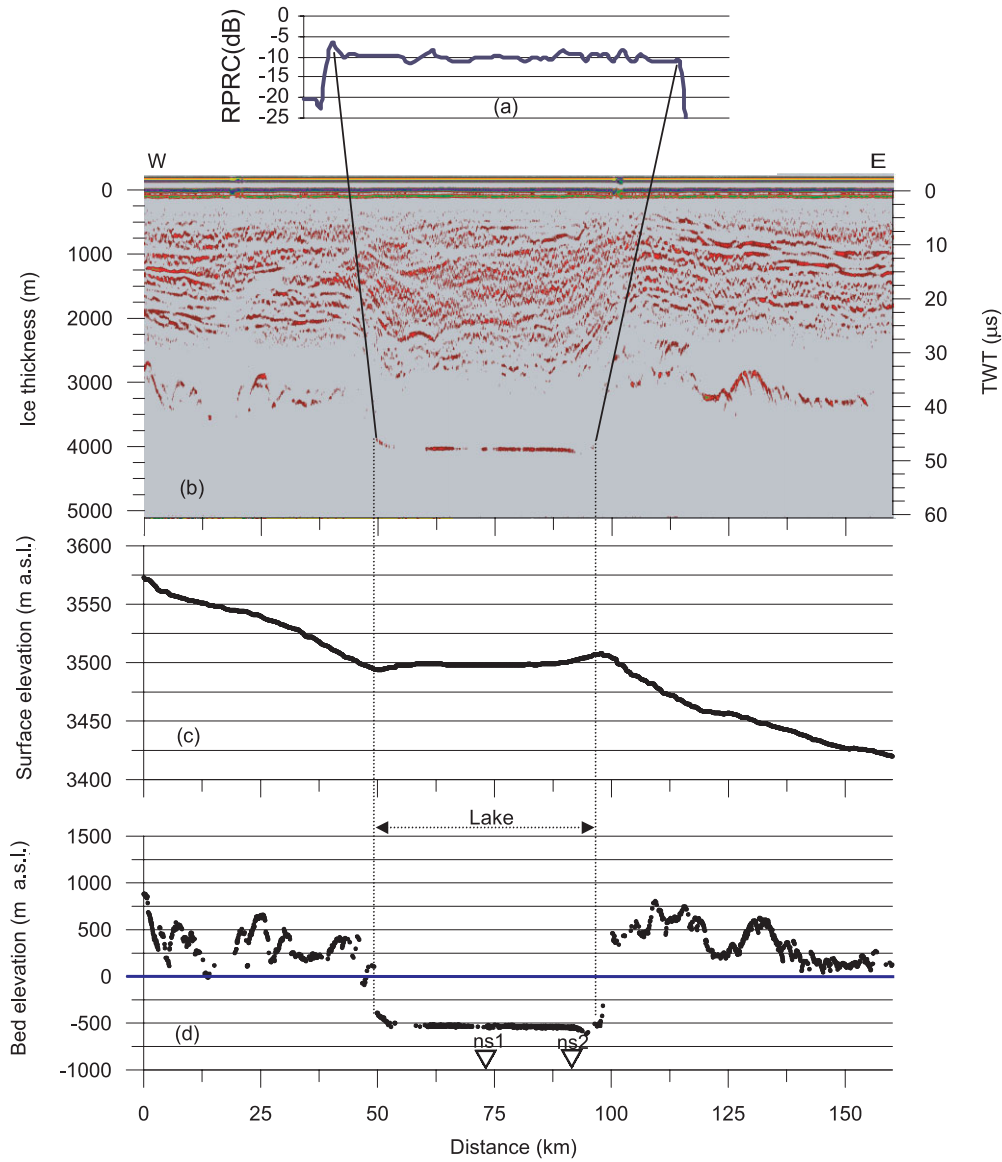 RPRC(dB)
0
-5
-10
-15
-20
-25
(a)
W
E
Ice thickness (m)
0
1000
2000
3000
4000
5000
(b)
TWT (µs)
0
10
20
30
40
50
60
Surface elevation (m a.s.l.)
3600
3550
3500
3450
3400
(c)
Lake
Bed elevation (m a.s.l.)
1500
1000
500
0
-500
-1000
(d)
ns1
ns2
0
25
50
75
100
125
150
Distance (km)